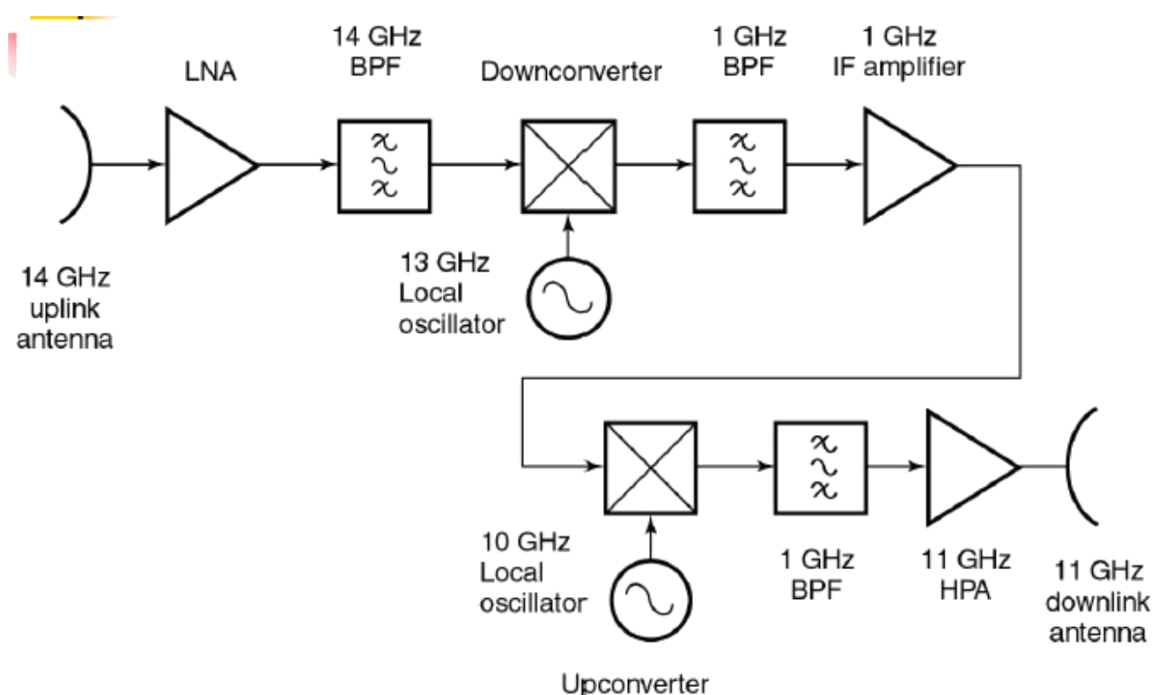 14 GHz
BPF
1 GHz
BPF
1 GHz
IF amplifier
LNA
Downconverter
14 GHz
uplink
antenna
13 GHz
Local
oscillator
10 GHz
Local
oscillator
1 GHz
BPF
11 GHz
HPA
11 GHz
downlink
antenna
Upconverter